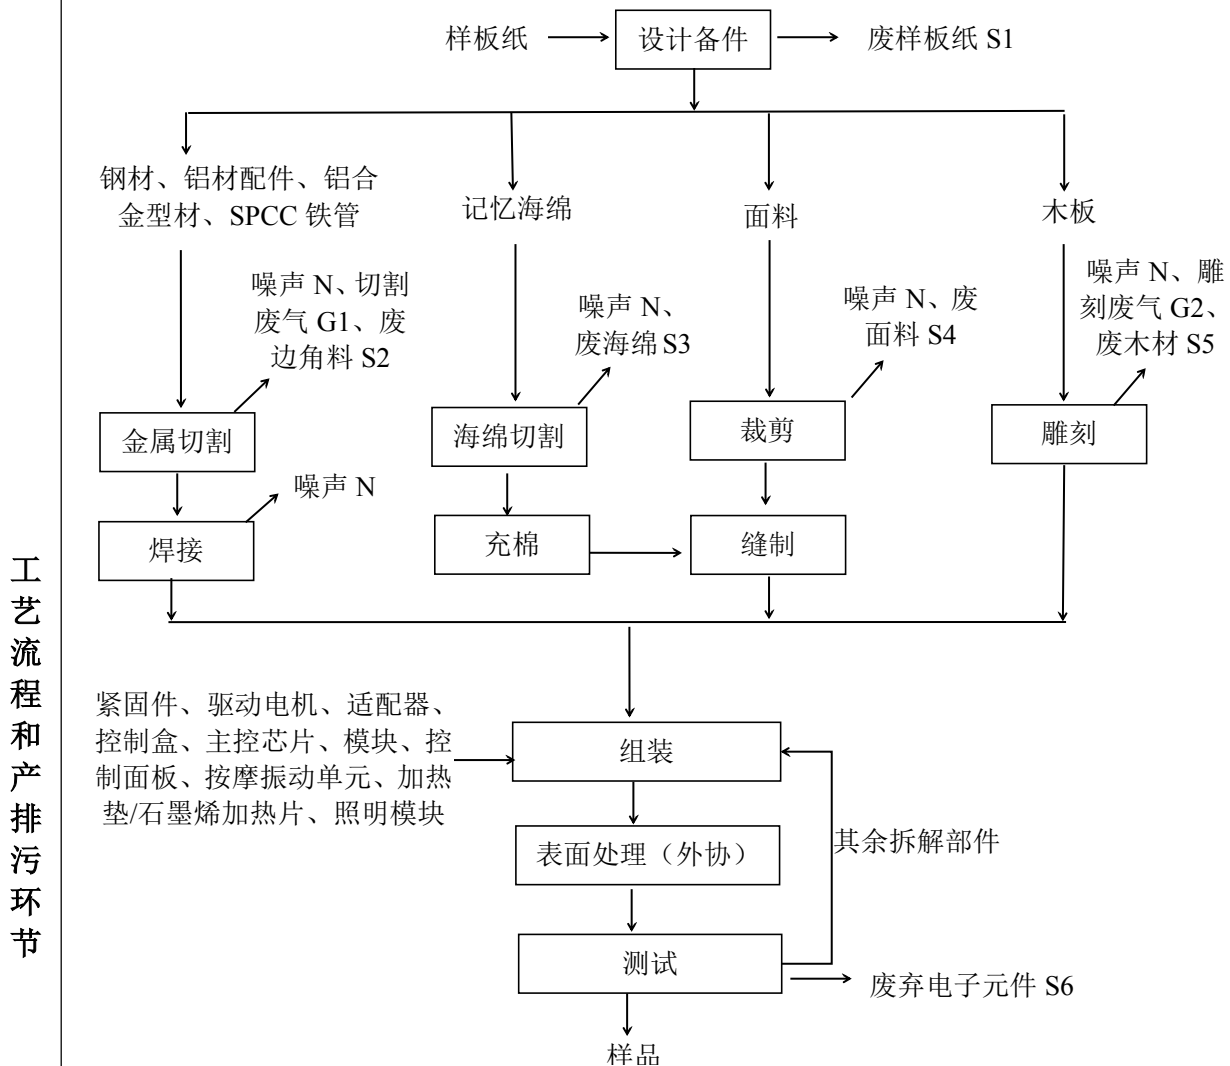 样板纸
设计备件
废样板纸 S1
钢材、铝材配件、铝合
金型材、SPCC 铁管
记忆海绵
面料
木板
噪声 N、切割
废气 G1、废
边角料 S2
噪声 N、
废海绵 S3
噪声 N、废
面料 S4
噪声 N、雕
刻废气 G2、
废木材 S5
金属切割
海绵切割
裁剪
雕刻
噪声 N
焊接
充棉
缝制
工艺流程和产排污环节
紧固件、驱动电机、适配器、
控制盒、主控芯片、模块、控
制面板、按摩振动单元、加热
垫/石墨烯加热片、照明模块
组装
表面处理（外协）
其余拆解部件
测试
废弃电子元件 S6
样品